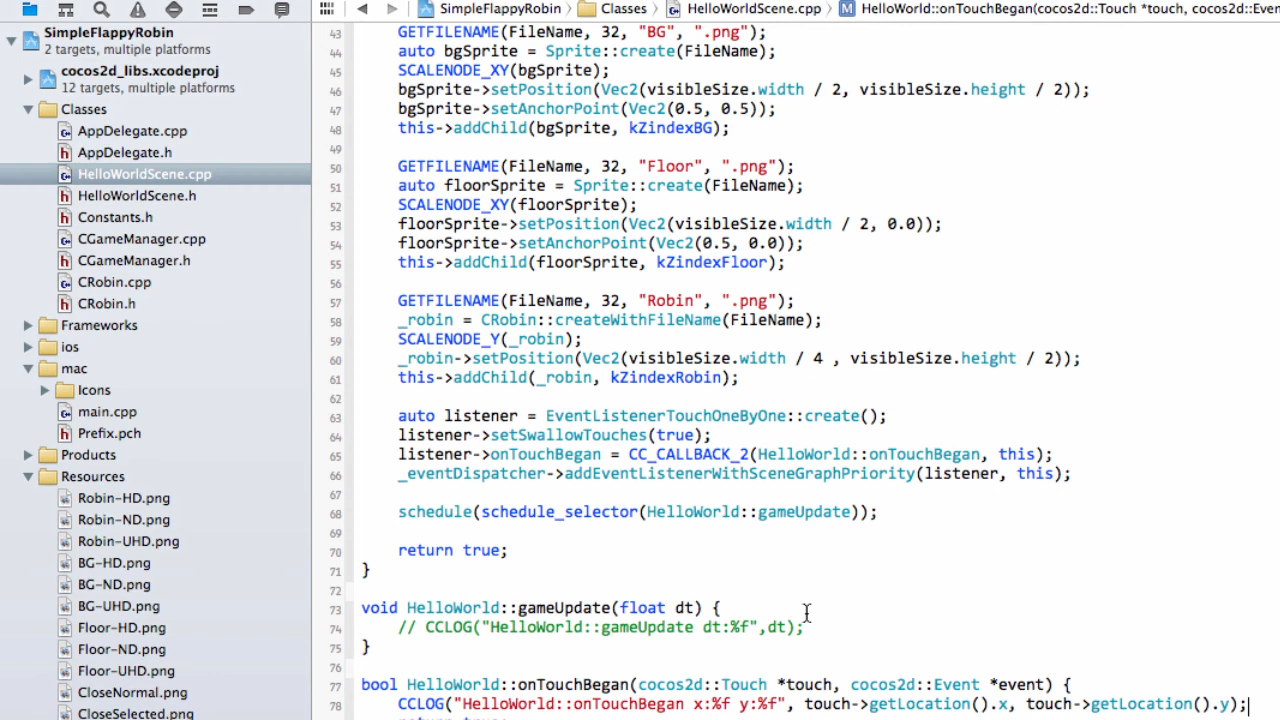 SimpleFlappyRobin
2 targets, multiple platforms
cocos2d_libs.xcodeproj
12 targets, multiple platforms
Classes
AppDelegate.cpp
AppDelegate.h
HelloWorldScene.cpp
HelloWorldScene.h
Constants.h
CGameManager.cpp
CGameManager.h
CRobin.cpp
CRobin.h
Frameworks
ios
mac
Icons
main.cpp
Prefix.pch
Products
Resources
Robin-HD.png
Robin-ND.png
Robin-UHD.png
BG-HD.png
BG-ND.png
BG-UHD.png
Floor-HD.png
Floor-ND.png
Floor-UHD.png
CloseNormal.png
CloseSelected.png
SimpleFlappyRobin Classes HelloWorldScene.cpp M HelloWorld::onTouchBegan(cocos2d::Touch *touch, cocos2d::Even
43 GETFILENAME(FileName, 32, "BG", ".png");
44 auto bgSprite = Sprite::create(FileName);
45 SCALENODE_XY(bgSprite);
46 bgSprite->setPosition(Vec2(visibleSize.width / 2, visibleSize.height / 2));
47 bgSprite->setAnchorPoint(Vec2(0.5, 0.5));
48 this->addChild(bgSprite, kZindexBG);
49
50 GETFILENAME(FileName, 32, "Floor", ".png");
51 auto floorSprite = Sprite::create(FileName);
52 SCALENODE_XY(floorSprite);
53 floorSprite->setPosition(Vec2(visibleSize.width / 2, 0.0));
54 floorSprite->setAnchorPoint(Vec2(0.5, 0.0));
55 this->addChild(floorSprite, kZindexFloor);
56
57 GETFILENAME(FileName, 32, "Robin", ".png");
58 _robin = CRobin::createWithFileName(FileName);
59 SCALENODE_Y(_robin);
60 _robin->setPosition(Vec2(visibleSize.width / 4 , visibleSize.height / 2));
61 this->addChild(_robin, kZindexRobin);
62
63 auto listener = EventListenerTouchOneByOne::create();
64 listener->setSwallowTouches(true);
65 listener->onTouchBegan = CC_CALLBACK_2(HelloWorld::onTouchBegan, this);
66 _eventDispatcher->addEventListenerWithSceneGraphPriority(listener, this);
67
68 schedule(schedule_selector(HelloWorld::gameUpdate));
69
70 return true;
71 }
72
73 void HelloWorld::gameUpdate(float dt) {
74 // CCLOG("HelloWorld::gameUpdate dt:%f",dt);
75 }
76
77 bool HelloWorld::onTouchBegan(cocos2d::Touch *touch, cocos2d::Event *event) {
78 CCLOG("HelloWorld::onTouchBegan x:%f y:%f", touch->getLocation().x, touch->getLocation().y);